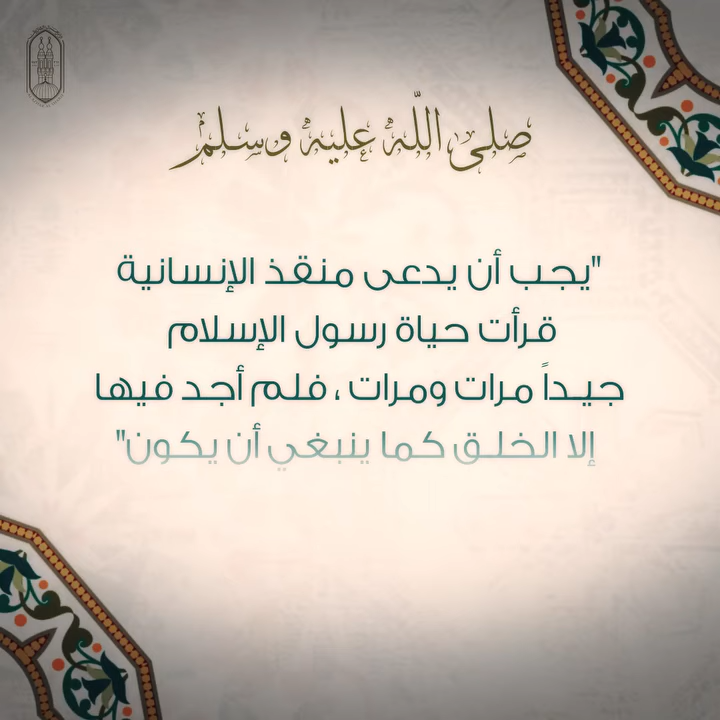 صلى الله عليه وسلم
"يجب أن يدعى منقذ الإنسانية
قرأت حياة رسول الإسلام
جيداً مرات ومرات ، فلم أجد فيها
إلا الخلق كما ينبغي أن يكون"